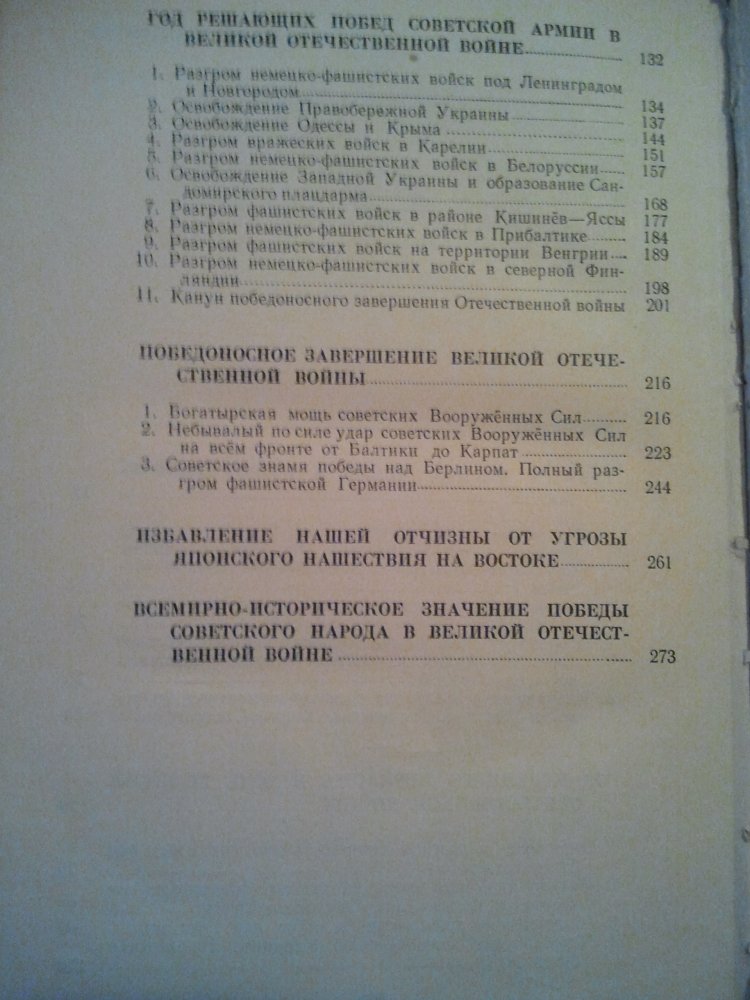 ГОД РЕШАЮЩИХ ПОБЕД СОВЕТСКОЙ АРМИИ В
ВЕЛИКОЙ ОТЕЧЕСТВЕННОЙ ВОЙНЕ 132
1. Разгром немецко-фашистских войск под Ленинградом
и Новгородом 134
2. Освобождение Правобережной Украины 137
3. Освобождение Одессы и Крыма 144
4. Разгром вражеских войск в Карелии 151
5. Разгром немецко-фашистских войск в Белоруссии 157
6. Освобождение Западной Украины и образование Сан-
домирского плацдарма 168
7. Разгром фашистских войск в районе Кишинёв—Яссы 177
8. Разгром немецко-фашистских войск в Прибалтике 184
9. Разгром фашистских войск на территории Венгрии 189
10. Разгром немецко-фашистских войск в северной Фин-
ляндии 198
11. Канун победоносного завершения Отечественной войны 201
ПОБЕДОНОСНОЕ ЗАВЕРШЕНИЕ ВЕЛИКОЙ ОТЕЧЕ-
СТВЕННОЙ ВОЙНЫ 216
1. Богатырская мощь советских Вооружённых Сил 216
2. Небывалый по силе удар советских Вооружённых Сил
на всём фронте от Балтики до Карпат 223
3. Советское знамя победы над Берлином. Полный раз-
гром фашистской Германии 244
ИЗБАВЛЕНИЕ НАШЕЙ ОТЧИЗНЫ ОТ УГРОЗЫ
ЯПОНСКОГО НАШЕСТВИЯ НА ВОСТОКЕ 261
ВСЕМИРНО-ИСТОРИЧЕСКОЕ ЗНАЧЕНИЕ ПОБЕДЫ
СОВЕТСКОГО НАРОДА В ВЕЛИКОЙ ОТЕЧЕСТ-
ВЕННОЙ ВОЙНЕ 273